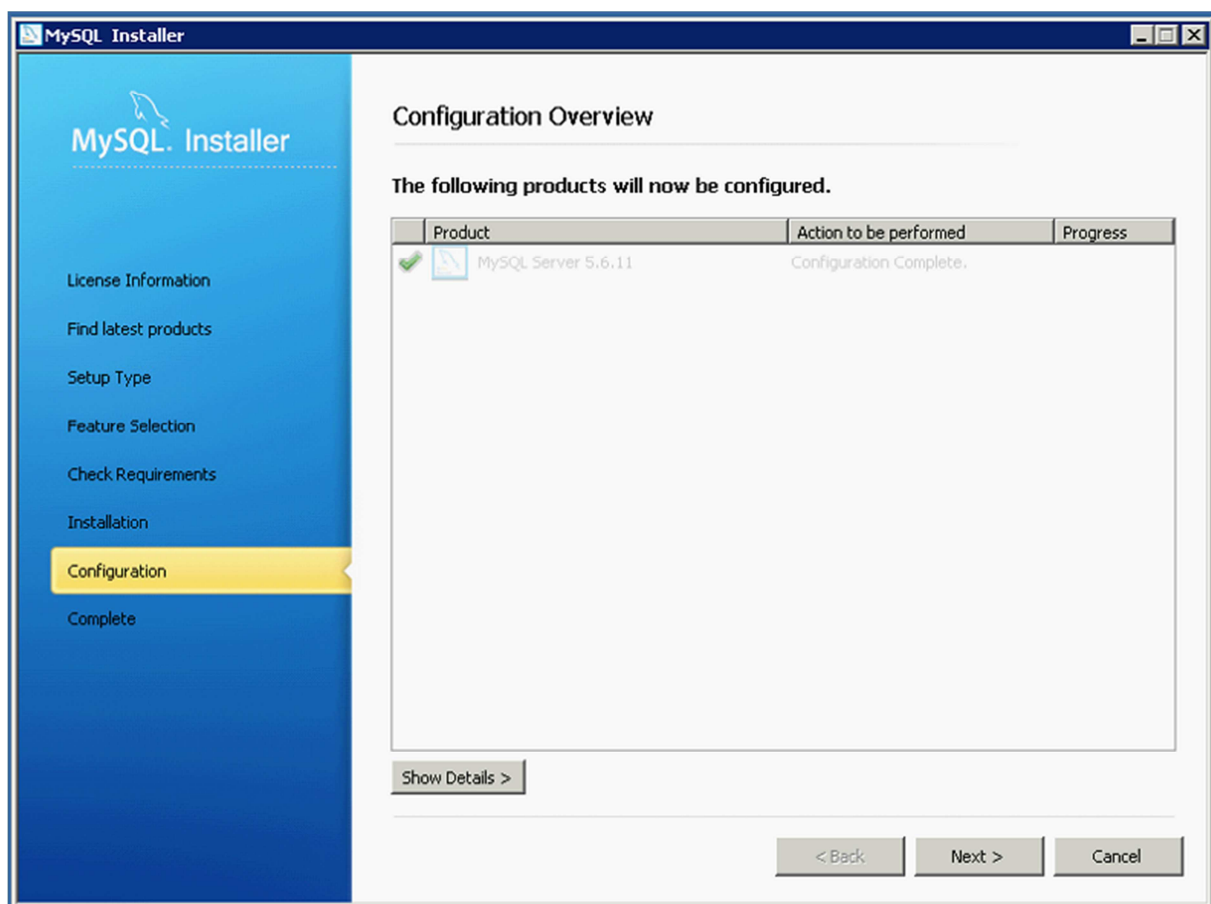 MySQL Installer
MySQL. Installer
License Information
Find latest products
Setup Type
Feature Selection
Check Requirements
Installation
Configuration
Complete
Configuration Overview
The following products will now be configured.
Product Action to be performed Progress
MySQL Server 5.6.11 Configuration Complete.
Show Details >
< Back Next > Cancel